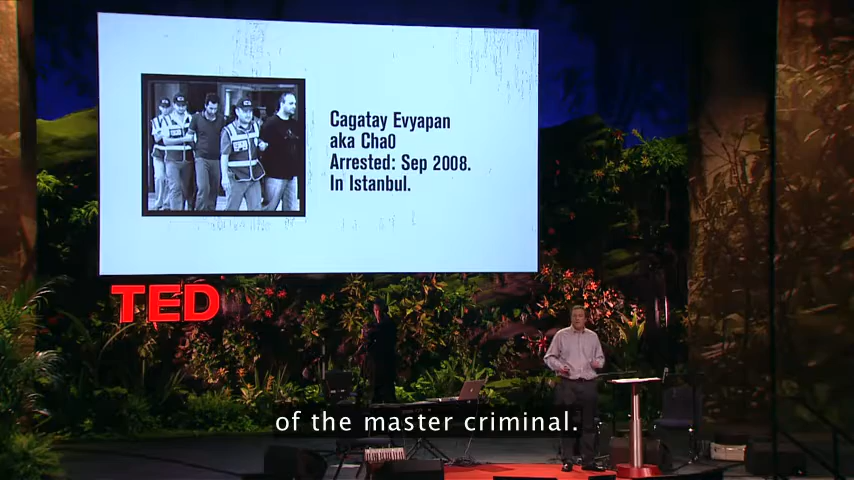 Cagatay Evyapan
aka Cha0
Arrested: Sep 2008.
In Istanbul.
TED
of the master criminal.